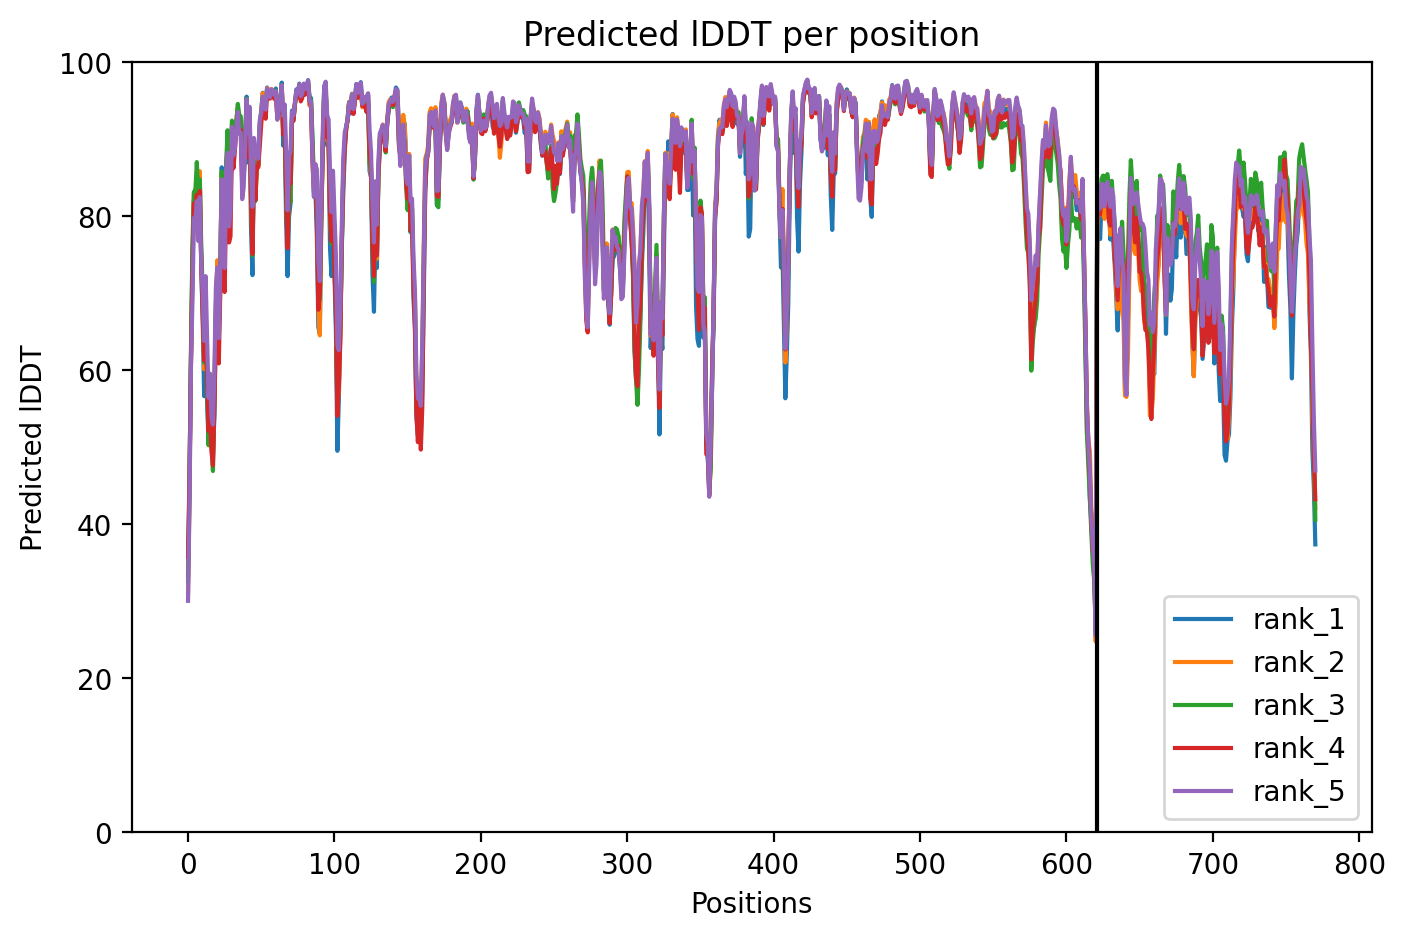 Predicted lDDT per position
Predicted lDDT
100
80
60
40
20
0
0 100 200 300 400 500 600 700 800
Positions
rank_1
rank_2
rank_3
rank_4
rank_5